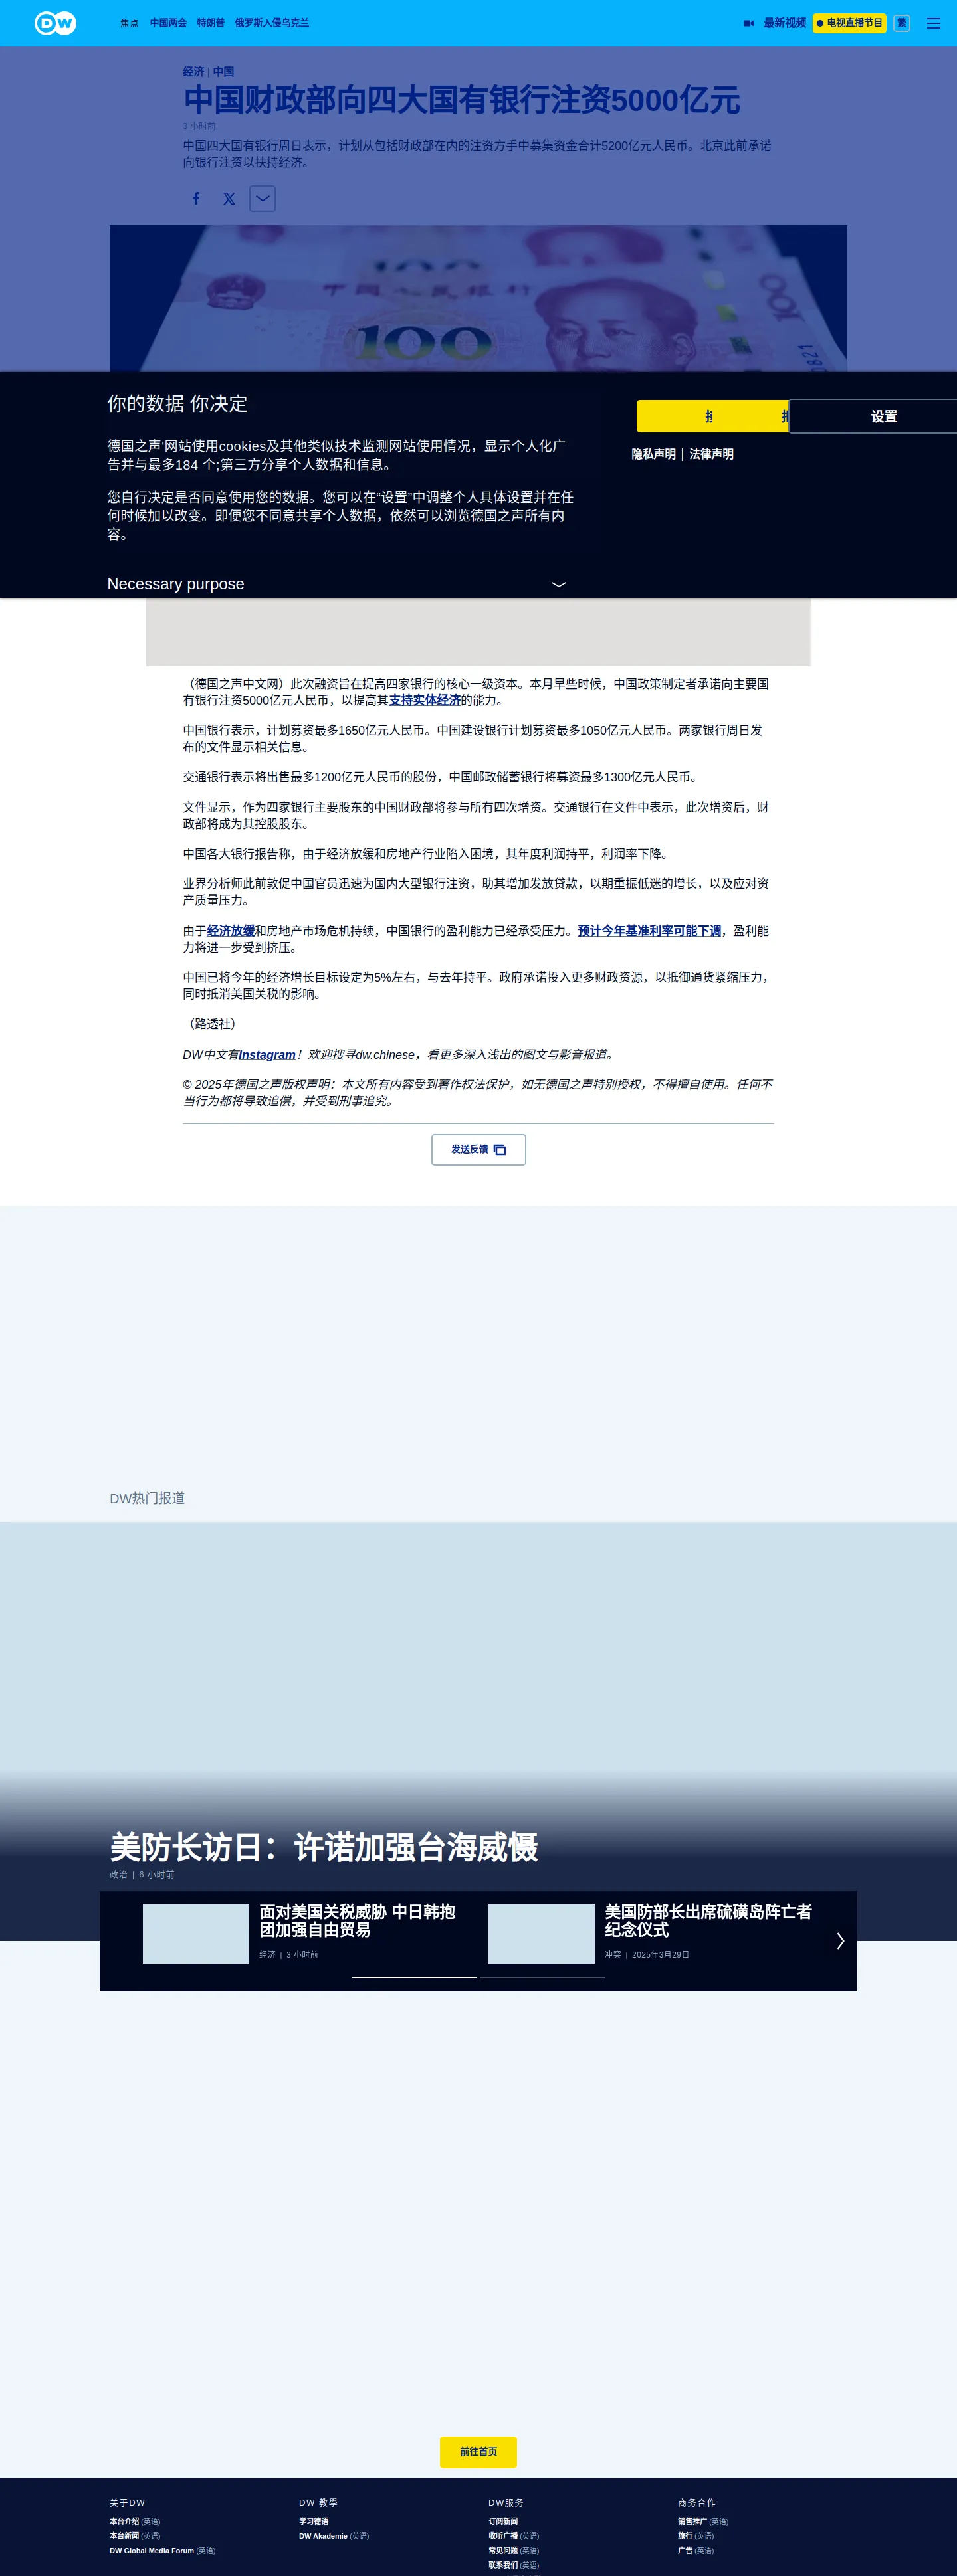 DW
焦点 中国两会 特朗普 俄罗斯入侵乌克兰
最新视频 电视直播节目 繁
经济 | 中国
中国财政部向四大国有银行注资5000亿元
3 小时前
中国四大国有银行周日表示，计划从包括财政部在内的注资方手中募集资金合计5200亿元人民币。北京此前承诺
向银行注资以扶持经济。
中国人民银行
100
你的数据 你决定
德国之声'网站使用cookies及其他类似技术监测网站使用情况，显示个人化广
告并与最多184 个;第三方分享个人数据和信息。
您自行决定是否同意使用您的数据。您可以在“设置”中调整个人具体设置并在任
何时候加以改变。即便您不同意共享个人数据，依然可以浏览德国之声所有内
容。
Necessary purpose
设置
隐私声明 | 法律声明
（德国之声中文网）此次融资旨在提高四家银行的核心一级资本。本月早些时候，中国政策制定者承诺向主要国
有银行注资5000亿元人民币，以提高其支持实体经济的能力。
中国银行表示，计划募资最多1650亿元人民币。中国建设银行计划募资最多1050亿元人民币。两家银行周日发
布的文件显示相关信息。
交通银行表示将出售最多1200亿元人民币的股份，中国邮政储蓄银行将募资最多1300亿元人民币。
文件显示，作为四家银行主要股东的中国财政部将参与所有四次增资。交通银行在文件中表示，此次增资后，财
政部将成为其控股股东。
中国各大银行报告称，由于经济放缓和房地产行业陷入困境，其年度利润持平，利润率下降。
业界分析师此前敦促中国官员迅速为国内大型银行注资，助其增加发放贷款，以期重振低迷的增长，以及应对资
产质量压力。
由于经济放缓和房地产市场危机持续，中国银行的盈利能力已经承受压力。预计今年基准利率可能下调，盈利能
力将进一步受到挤压。
中国已将今年的经济增长目标设定为5%左右，与去年持平。政府承诺投入更多财政资源，以抵御通货紧缩压力，
同时抵消美国关税的影响。
（路透社）
DW中文有Instagram！欢迎搜寻dw.chinese，看更多深入浅出的图文与影音报道。
© 2025年德国之声版权声明：本文所有内容受到著作权法保护，如无德国之声特别授权，不得擅自使用。任何不
当行为都将导致追偿，并受到刑事追究。
发送反馈
DW热门报道
美防长访日：许诺加强台海威慑
政治 | 6 小时前
面对美国关税威胁 中日韩抱
团加强自由贸易
经济 | 3 小时前
美国防部长出席硫磺岛阵亡者
纪念仪式
冲突 | 2025年3月29日
前往首页
关于DW
本台介绍 (英语)
本台新闻 (英语)
DW Global Media Forum (英语)
DW 教學
学习德语
DW Akademie (英语)
DW服务
订阅新闻
收听广播 (英语)
常见问题 (英语)
联系我们 (英语)
商务合作
销售推广 (英语)
旅行 (英语)
广告 (英语)